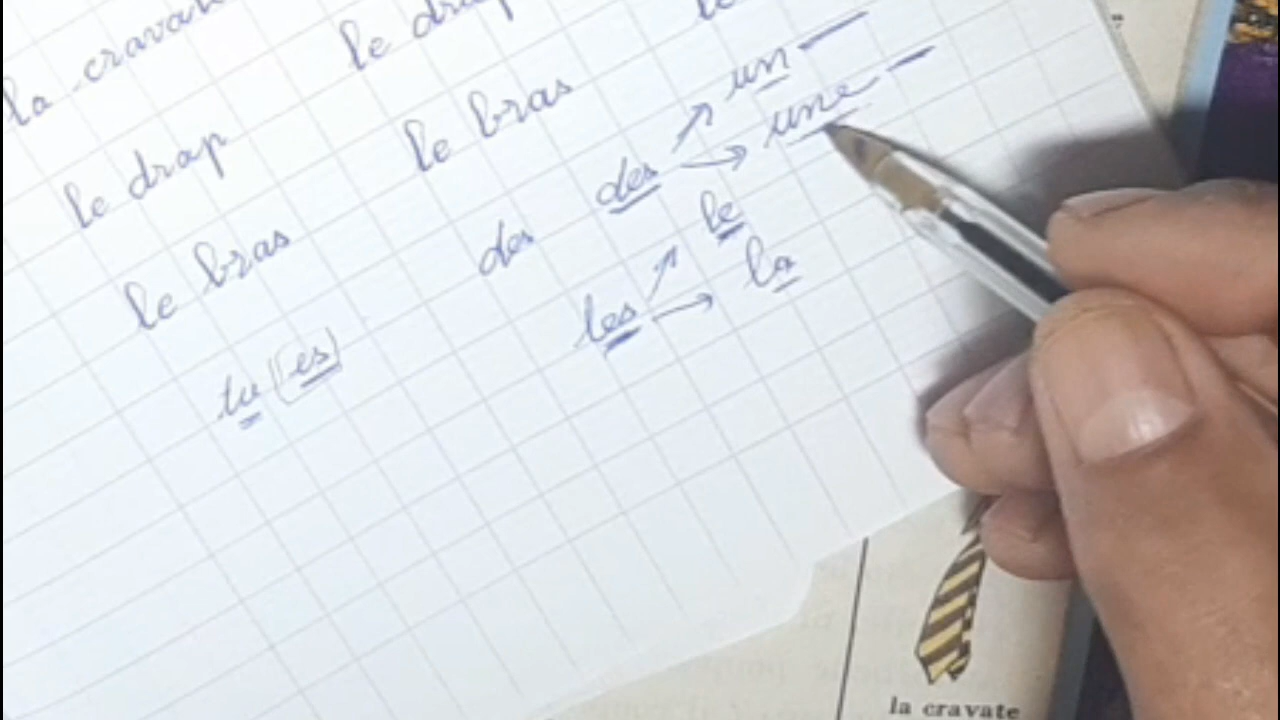 la cravate
le drap
le drap
le bras
le bras
des
des
un
une
les
le
la
tu es
la cravate